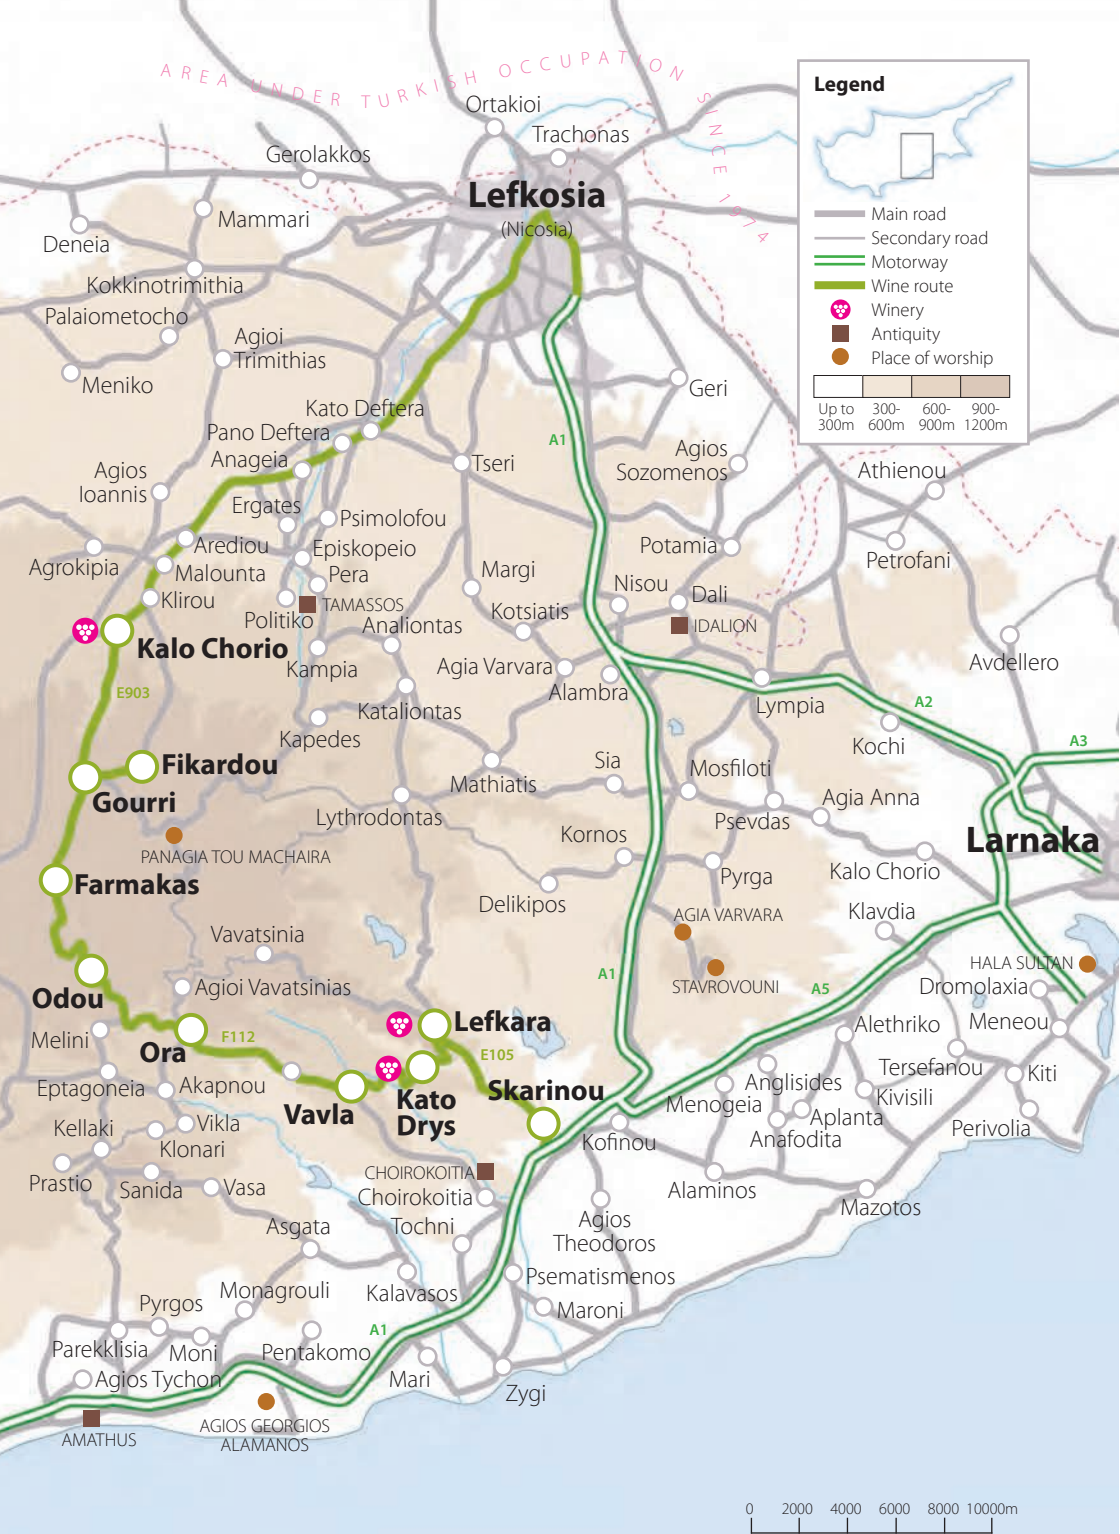 AREA UNDER TURKISH OCCUPATION SINCE 1974
Legend
Main road
Secondary road
Motorway
Wine route
Winery
Antiquity
Place of worship
Up to
300m
300-
600m
600-
900m
900-
1200m
Ortakioi
Trachonas
Gerolakkos
Lefkosia
(Nicosia)
Mammari
Deneia
Kokkinotrimithia
Palaiometocho
Agioi
Trimithias
Meniko
Geri
Kato Deftera
Pano Deftera
Anageia
A1
Tseri
Agios
Sozomenos
Athienou
Agios
Ioannis
Ergates
Psimolofou
Arediou
Episkopeio
Potamia
Petrofani
Agrokipia
Malounta
Pera
Margi
Nisou
Dali
Klirou
TAMASSOS
Politiko
Kotsiatis
IDALION
Analiontas
Kalo Chorio
Kampia
Agia Varvara
Alambra
Avdellero
E903
Kataliontas
Lympia
A2
Kapedes
Kochi
A3
Fikardou
Gourri
Mathiatis
Sia
Mosfiloti
Lythrodontas
Psevdas
Agia Anna
Kornos
Larnaka
PANAGIA TOU MACHAIRA
Farmakas
Pyrga
Kalo Chorio
Delikipos
AGIA VARVARA
Klavdia
Vavatsinia
A1
STAVROVOUNI
A5
HALA SULTAN
Odou
Agioi Vavatsinias
Dromolaxia
Lefkara
Alethriko
Meneou
Melini
Ora
F112
E105
Tersefanou
Eptagoneia
Akapnou
Vavla
Kato
Drys
Skarinou
Anglisides
Menogeia
Kivisili
Kiti
Aplanta
Kellaki
Vikla
Klonari
Kofinou
Anafodita
Perivolia
CHOIROKOITIA
Prastio
Sanida
Vasa
Choirokoitia
Alaminos
Mazotos
Asgata
Tochni
Agios
Theodoros
Monagrouli
Kalavasos
Psematismenos
Pyrgos
Maroni
A1
Parekklisia
Moni
Pentakomo
Agios Tychon
Mari
Zygi
AGIOS GEORGIOS
ALAMANOS
AMATHUS
0 2000 4000 6000 8000 10000m